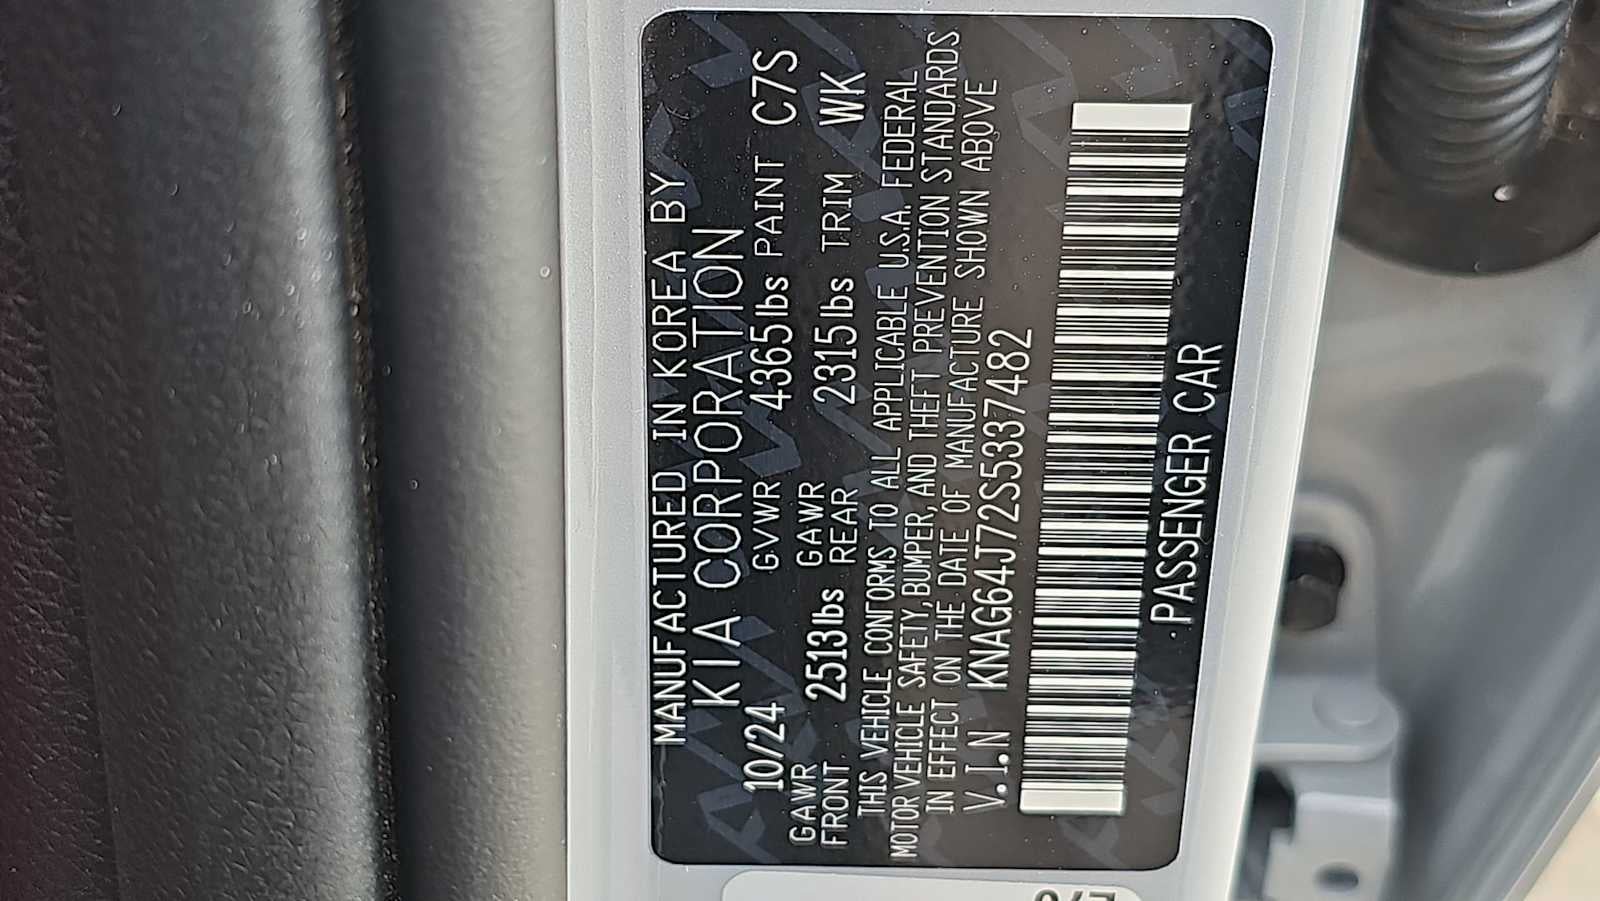 MANUFACTURED IN KOREA BY
KIA CORPORATION
10/24 GVWR 4365lbs PAINT C7S
GAWR FRONT 2513lbs GAWR REAR 2315lbs TRIM WK
THIS VEHICLE CONFORMS TO ALL APPLICABLE U.S.A. FEDERAL
MOTOR VEHICLE SAFETY, BUMPER, AND THEFT PREVENTION STANDARDS
IN EFFECT ON THE DATE OF MANUFACTURE SHOWN ABOVE
V.I.N KNAG64J72S5337482
PASSENGER CAR